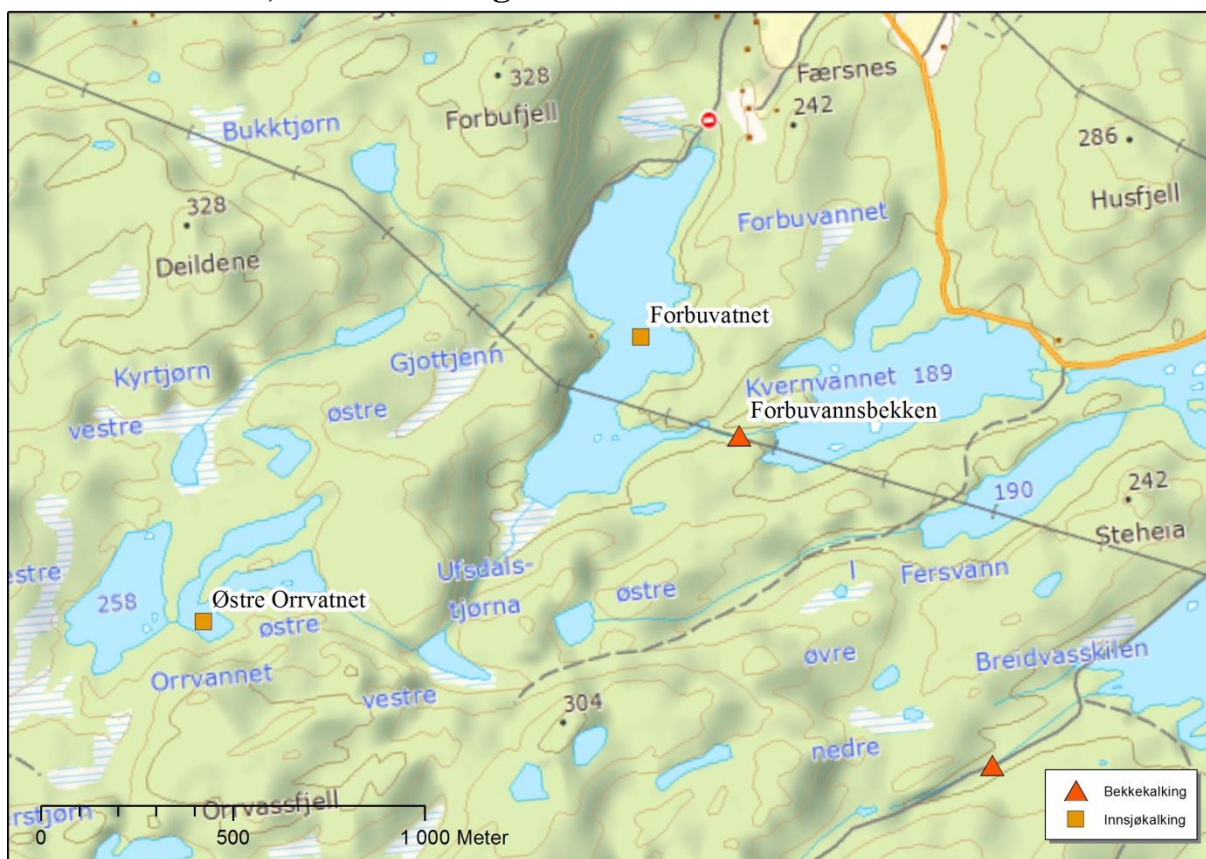 328
Forbufjell
Færsnes
242
Bukktjørn
286
Husfjell
328
Deildene
Forbuvannet
Forbuvatnet
Gjottjenn
Kyrtjørn
vestre
østre
Kvernvannet 189
Forbuvannsbekken
190
242
Steheia
258
Østre Orrvatnet
østre
Orrvannet
Ufsdals-
tjørna
østre
vestre
Fersvann
øvre
Breidvasskilen
304
nedre
Orrvassfjell
0
500
1 000 Meter
Bekkekalking
Innsjøkalking